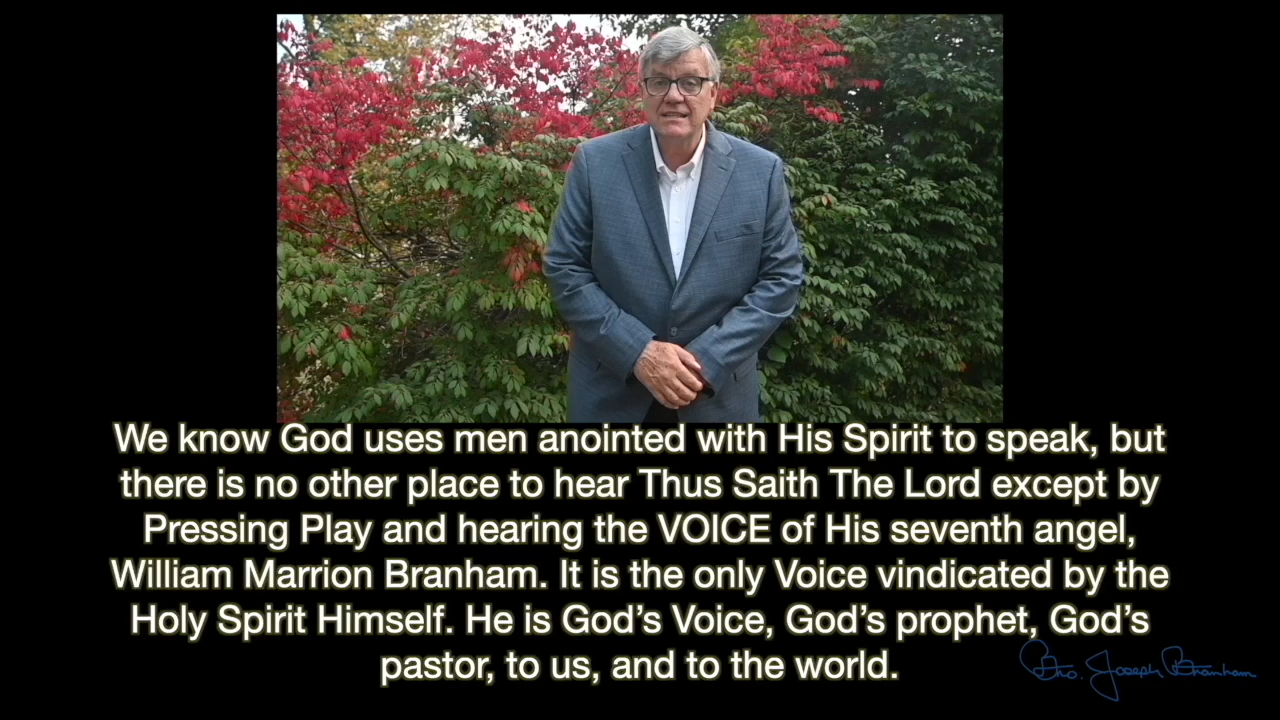 We know God uses men anointed with His Spirit to speak, but
there is no other place to hear Thus Saith The Lord except by
Pressing Play and hearing the VOICE of His seventh angel,
William Marrion Branham. It is the only Voice vindicated by the
Holy Spirit Himself. He is God’s Voice, God’s prophet, God’s
pastor, to us, and to the world.
Bro. Joseph Branham